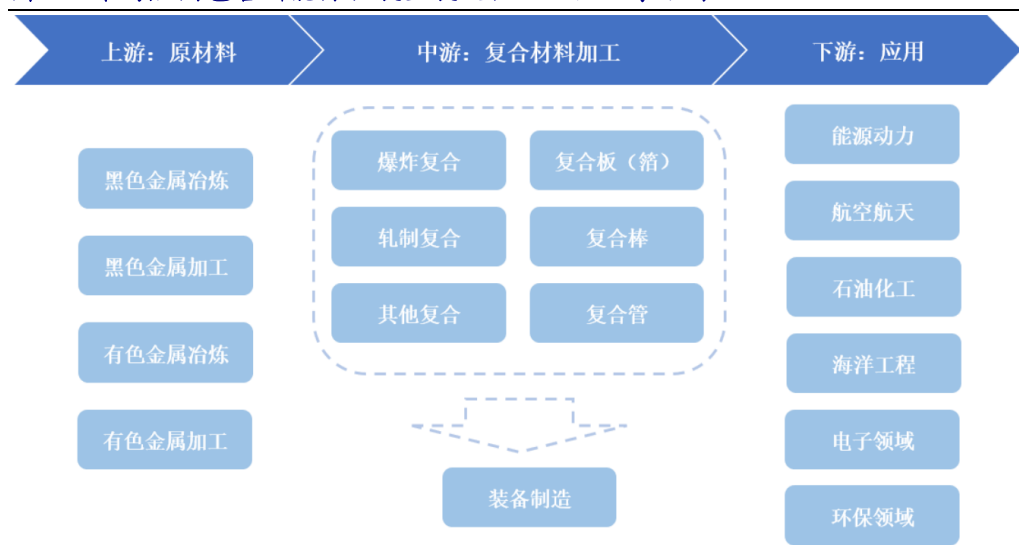 上游：原材料
中游：复合材料加工
下游：应用
黑色金属冶炼
黑色金属加工
有色金属冶炼
有色金属加工
爆炸复合
复合板（箔）
轧制复合
复合棒
其他复合
复合管
装备制造
能源动力
航空航天
石油化工
海洋工程
电子领域
环保领域